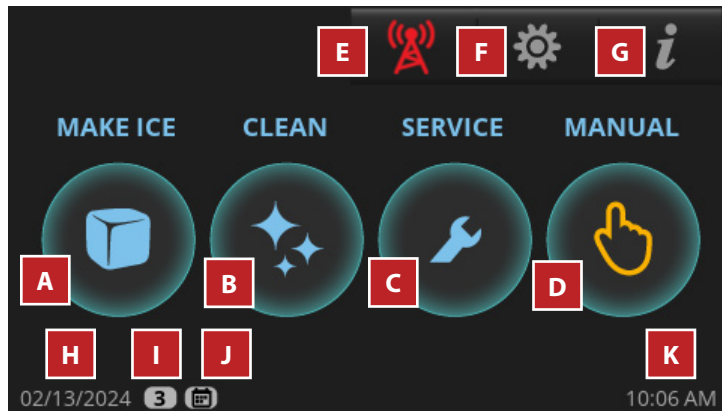 E F G i
MAKE ICE CLEAN SERVICE MANUAL
A B C D
H I J K
02/13/2024 3 10:06 AM